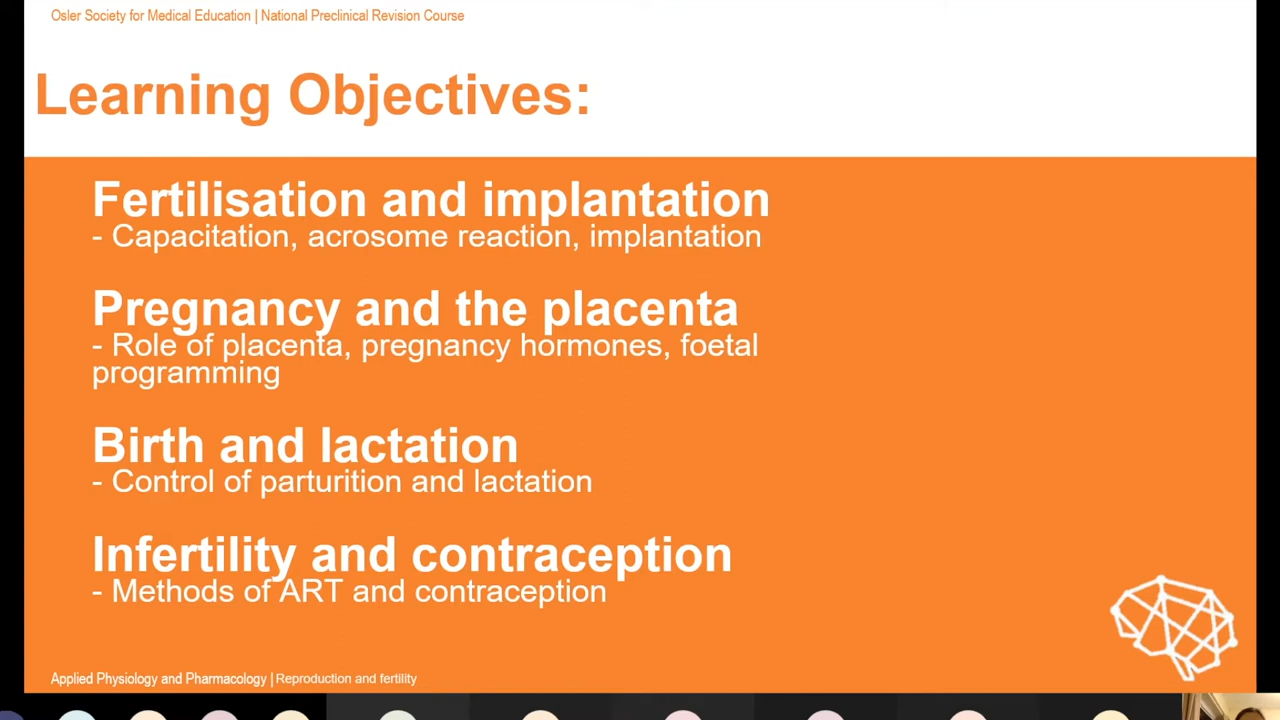 Osler Society for Medical Education | National Preclinical Revision Course
Learning Objectives:
Fertilisation and implantation
- Capacitation, acrosome reaction, implantation
Pregnancy and the placenta
- Role of placenta, pregnancy hormones, foetal
programming
Birth and lactation
- Control of parturition and lactation
Infertility and contraception
- Methods of ART and contraception
Applied Physiology and Pharmacology | Reproduction and fertility